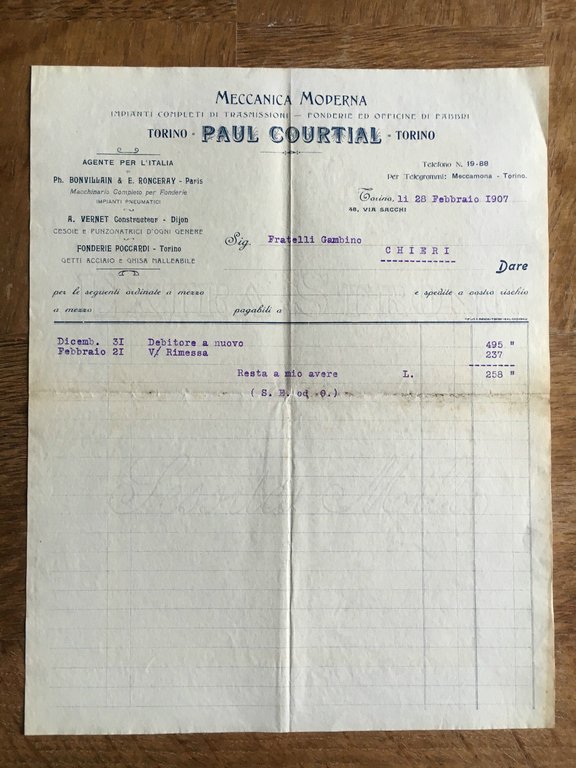 MECCANICA MODERNA
IMPIANTI COMPLETI DI TRASMISSIONI — FONDERIE ED OFFICINE DI FABBRI
TORINO - PAUL COURTIAL - TORINO
AGENTE PER L'ITALIA
Ph. BONVILLAIN & E. RONCERAY - Paris
Macchinario Completo per Fonderie
IMPIANTI PNEUMATICI
A. VERNET Constructeur - Dijon
CESOIE E PUNZONATRICI D'OGNI GENERE
FONDERIE POCCARDI - Torino
GETTI ACCIAIO E GHISA MALLEABILE
Telefono N. 19-88
Per Telegrammi: Meccamona - Torino.
Torino, li 28 Febbraio 1907
48, VIA SACCHI
Sig. Fratelli Gambino
CHIERI
Dare
per le seguenti ordinate a mezzo e spedite a vostro rischio
a mezzo pagabili a
Dicemb. 31 Debitore a nuovo 495 "
Febbraio 21 V/ Rimessa 237
Resta a mio avere L. 258 "
( S. E. od O.)